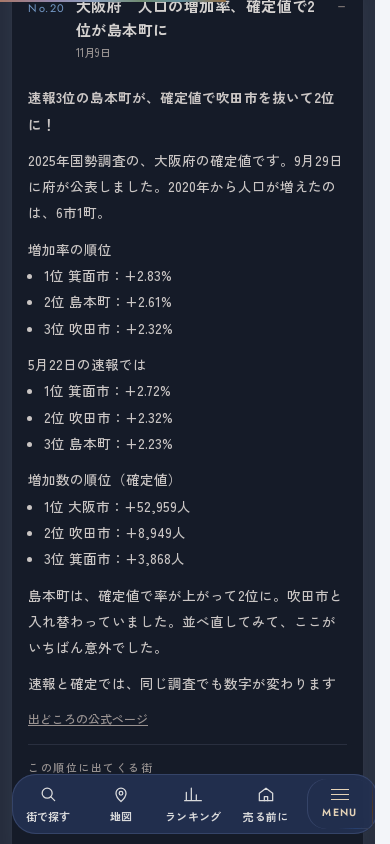 No.20 大阪府　人口の増加率、確定値で2 −
位が島本町に
11月9日
速報3位の島本町が、確定値で吹田市を抜いて2位
に！
2025年国勢調査の、大阪府の確定値です。9月29日
に府が公表しました。2020年から人口が増えたの
は、6市1町。
増加率の順位
• 1位 箕面市：+2.83%
• 2位 島本町：+2.61%
• 3位 吹田市：+2.32%
5月22日の速報では
• 1位 箕面市：+2.72%
• 2位 吹田市：+2.32%
• 3位 島本町：+2.23%
増加数の順位（確定値）
• 1位 大阪市：+52,959人
• 2位 吹田市：+8,949人
• 3位 箕面市：+3,868人
島本町は、確定値で率が上がって2位に。吹田市と
入れ替わっていました。並べ直してみて、ここが
いちばん意外でした。
速報と確定では、同じ調査でも数字が変わります
出どころの公式ページ
この順位に出てくる街
街で探す 地図 ランキング 売る前に MENU